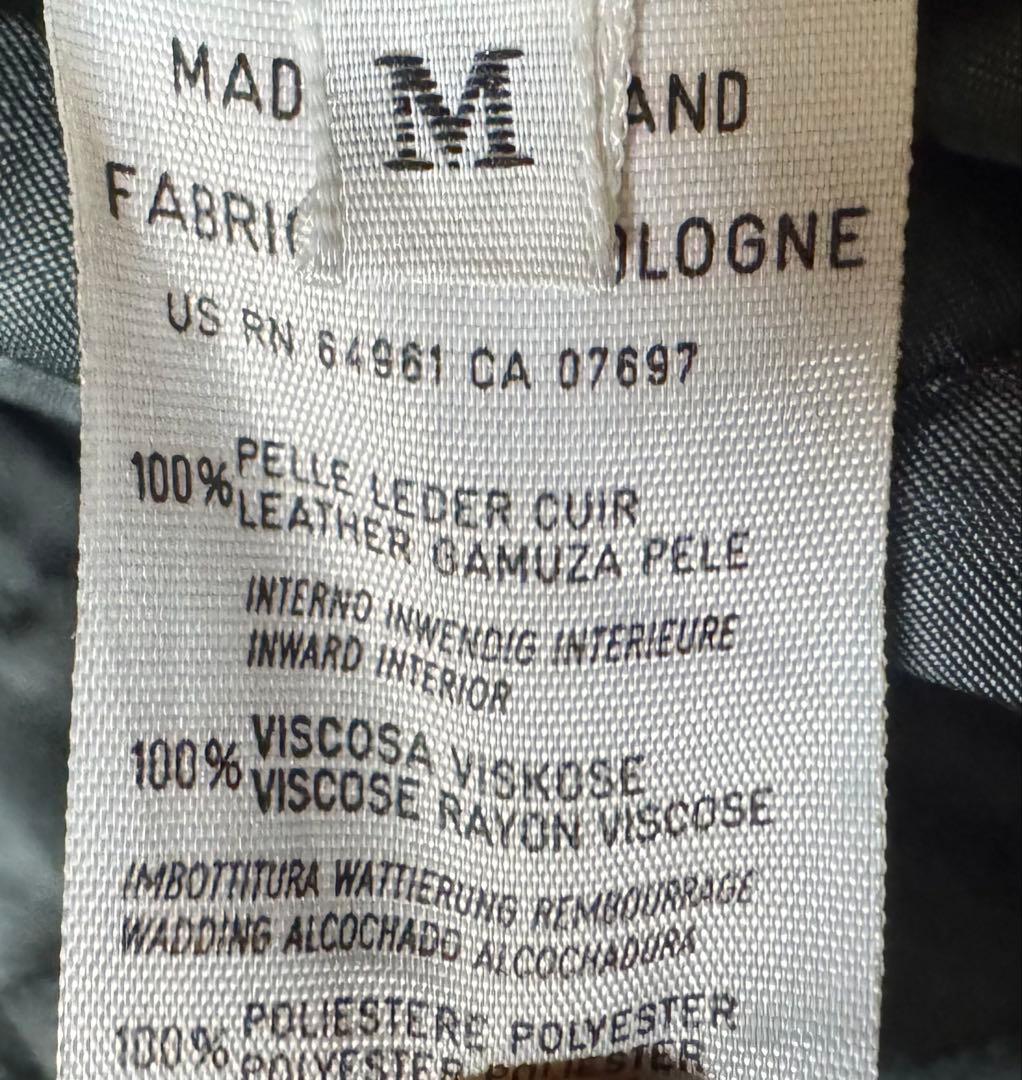 MAD M AND
FABRI OLOGNE
US RN 64961 CA 07697
100% PELLE LEDER CUIR
LEATHER GAMUZA PELE
INTERNO INWENDIG INTERIEURE
INWARD INTERIOR
100% VISCOSA VISKOSE
VISCOSE RAYON VISCOSE
IMBOTTITURA WATTIERUNG REMBOURRAGE
WADDING ALCOCHADO ALCOCHADURA
100% POLIESTERE POLYESTER
POLYESTER